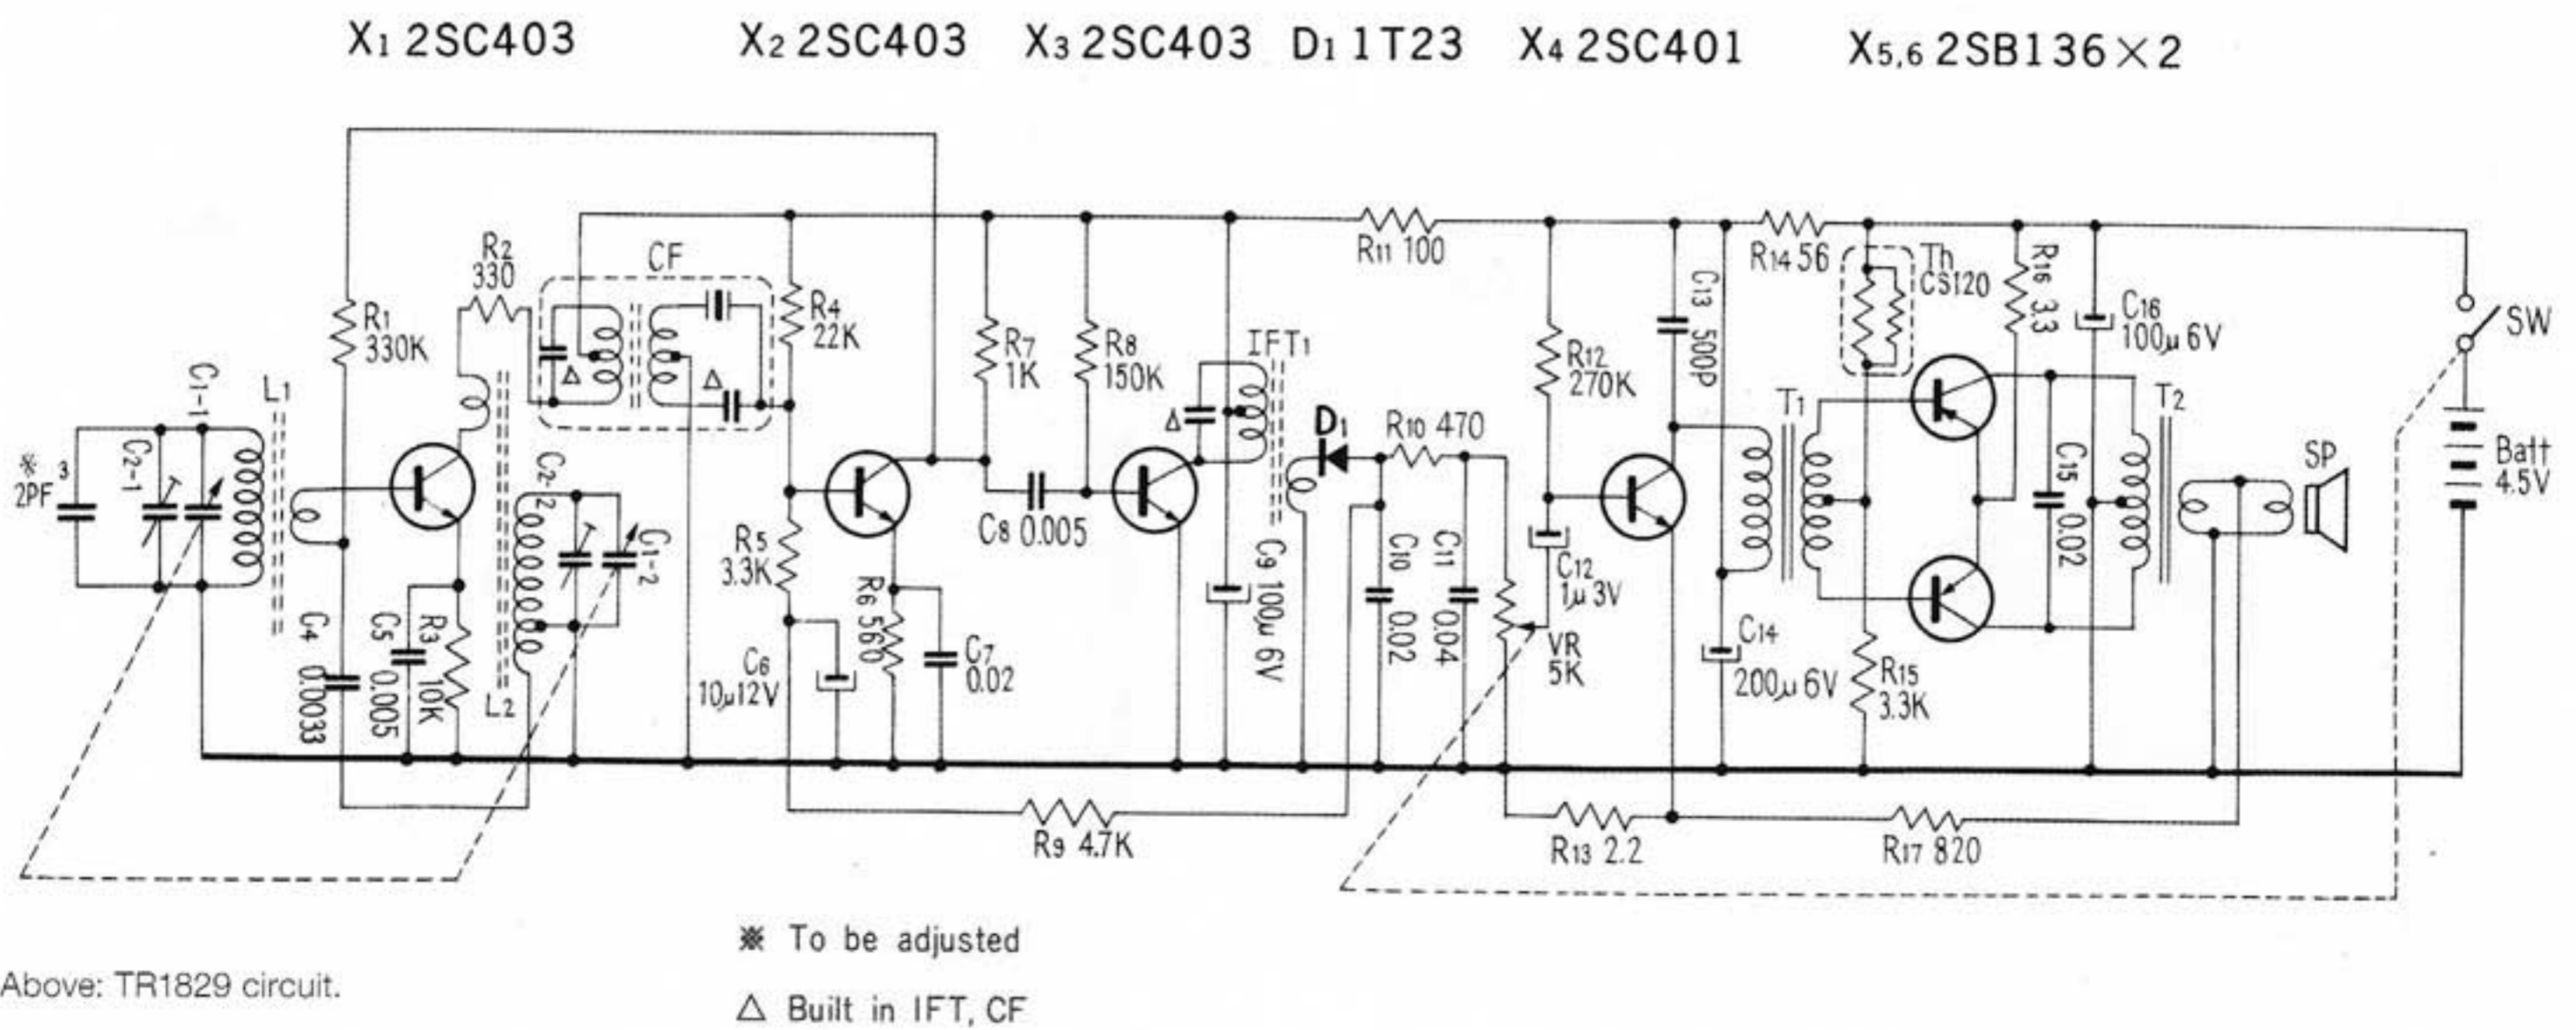 X1 2SC403 X2 2SC403 X3 2SC403 D1 1T23 X4 2SC401 X5,6 2SB136×2
R1
330K
R2
330
CF
R4
22K
R7
1K
R8
150K
IFT1
R11 100
R12
270K
C13 500P
R14 56
Th
CS120
R16 3.3
C16
100μ 6V
SW
Batt
4.5V
※ 3
2PF
C2-1
C1-1
L1
C4 0.0033
C5 0.005
R3 10K
L2
C2-2
C1-2
R5
3.3K
C6
10μ12V
R6 560
C7
0.02
C8 0.005
△
△
△
C9 100μ 6V
D1
R10 470
C10 0.02
C11 0.04
C12
1μ 3V
VR
5K
C14
200μ 6V
T1
R15
3.3K
C15 0.02
T2
SP
R9 4.7K
R13 2.2
R17 820
※ To be adjusted
△ Built in IFT, CF
Above: TR1829 circuit.